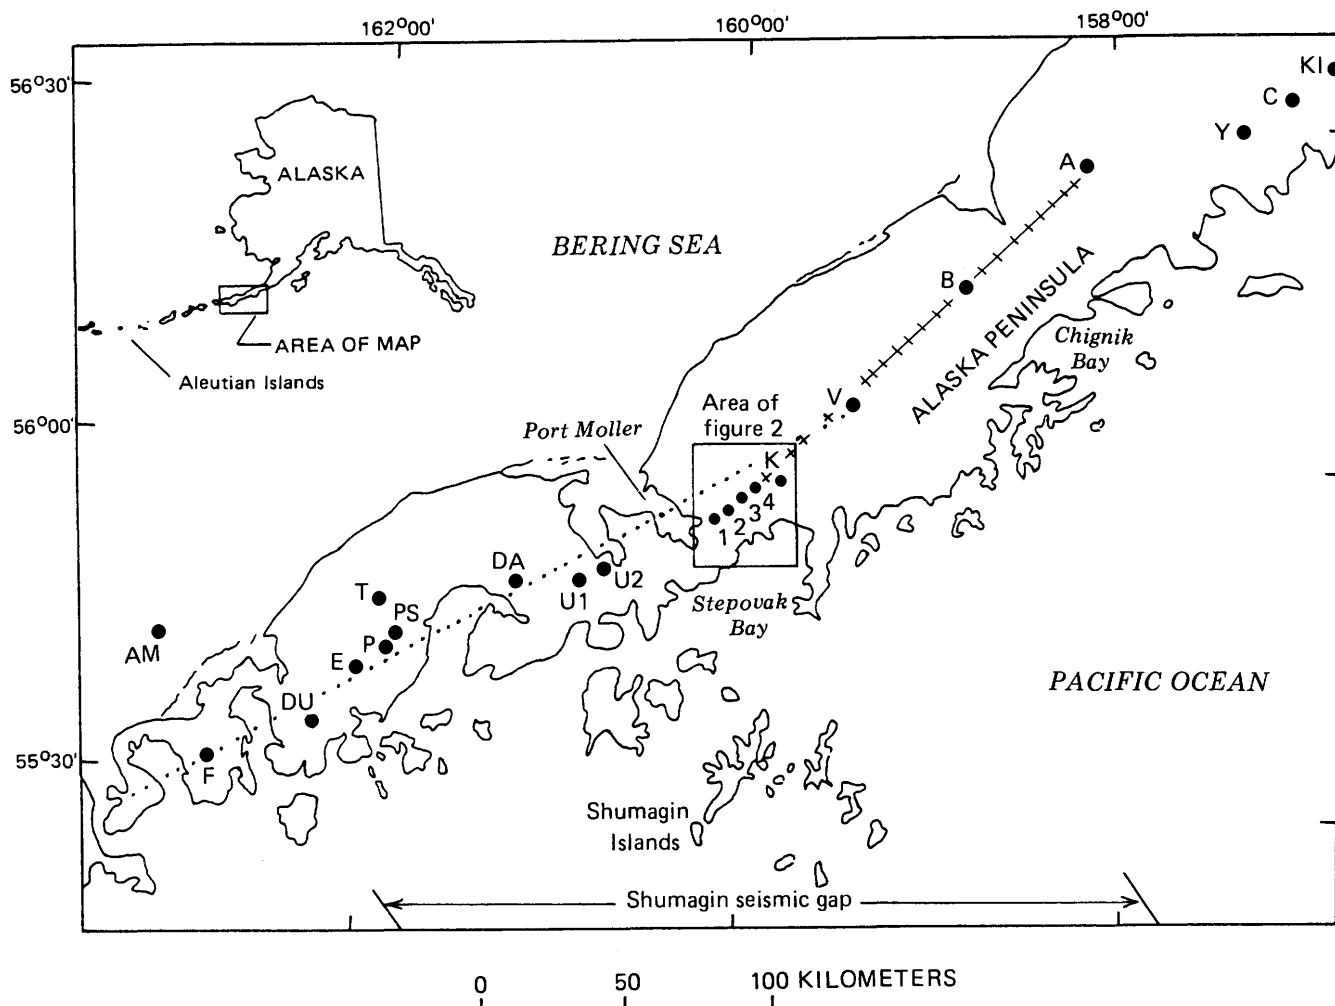 162°00'
160°00'
158°00'
56°30'
KI
C
Y
A
ALASKA
BERING SEA
B
ALASKA PENINSULA
AREA OF MAP
Chignik
Bay
Aleutian Islands
V
Area of
figure 2
56°00'
Port Moller
K
4
3
2
1
DA
U2
U1
T
PS
Stepovak
Bay
P
AM
E
PACIFIC OCEAN
DU
55°30'
F
Shumagin
Islands
Shumagin seismic gap
0 50 100 KILOMETERS